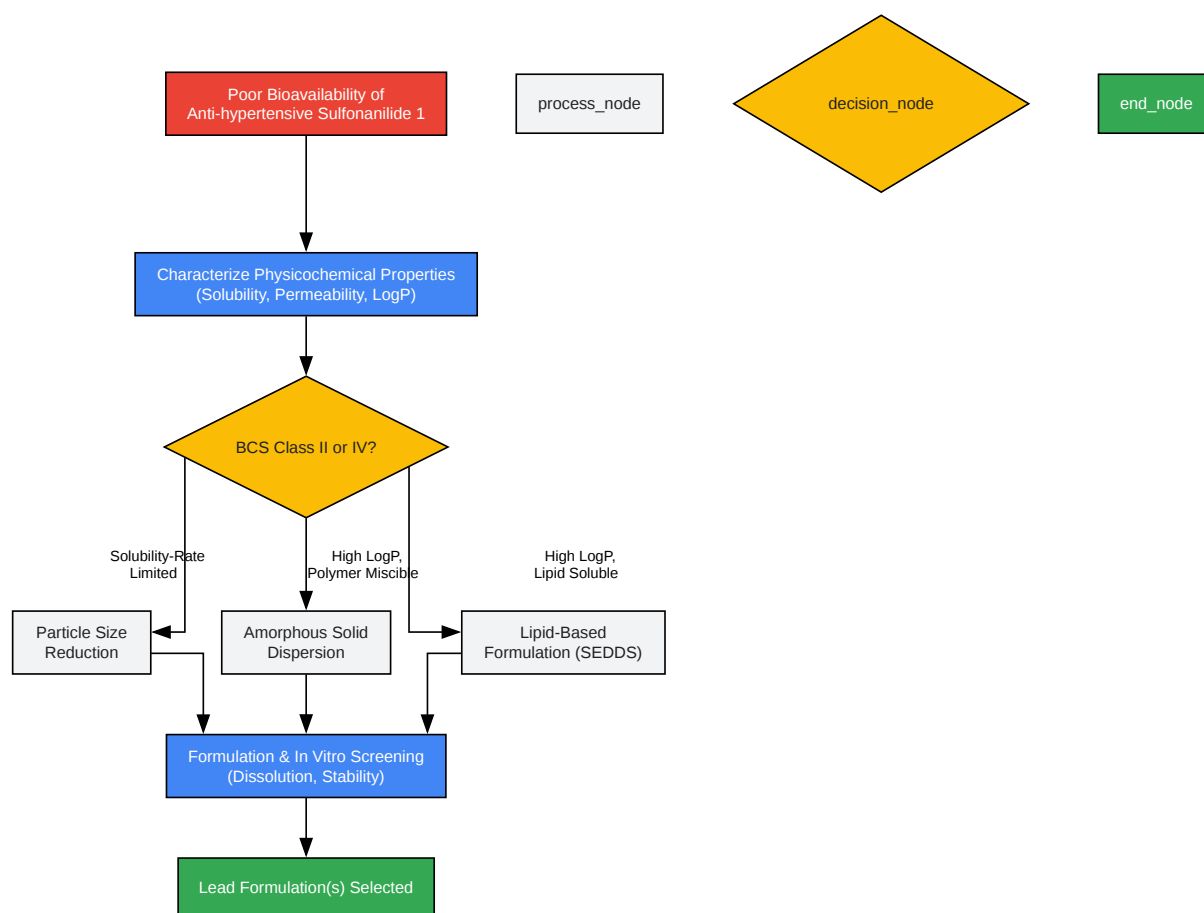 Poor Bioavailability of
Anti-hypertensive Sulfonanilide 1
process_node
decision_node
end_node
Characterize Physicochemical Properties
(Solubility, Permeability, LogP)
BCS Class II or IV?
Solubility-Rate
Limited
High LogP,
Polymer Miscible
High LogP,
Lipid Soluble
Particle Size
Reduction
Amorphous Solid
Dispersion
Lipid-Based
Formulation (SEDDS)
Formulation & In Vitro Screening
(Dissolution, Stability)
Lead Formulation(s) Selected